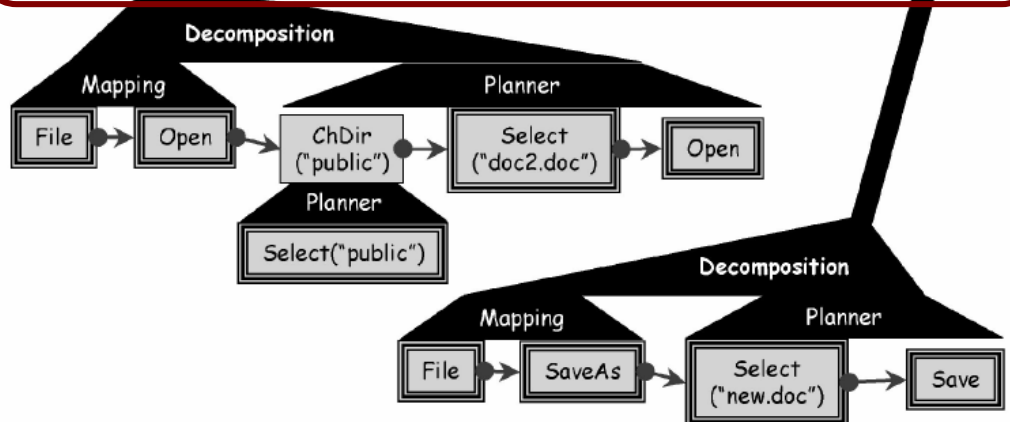 Decomposition
Mapping
Planner
File
Open
ChDir
("public")
Select
("doc2.doc")
Open
Planner
Select("public")
Decomposition
Mapping
Planner
File
SaveAs
Select
("new.doc")
Save